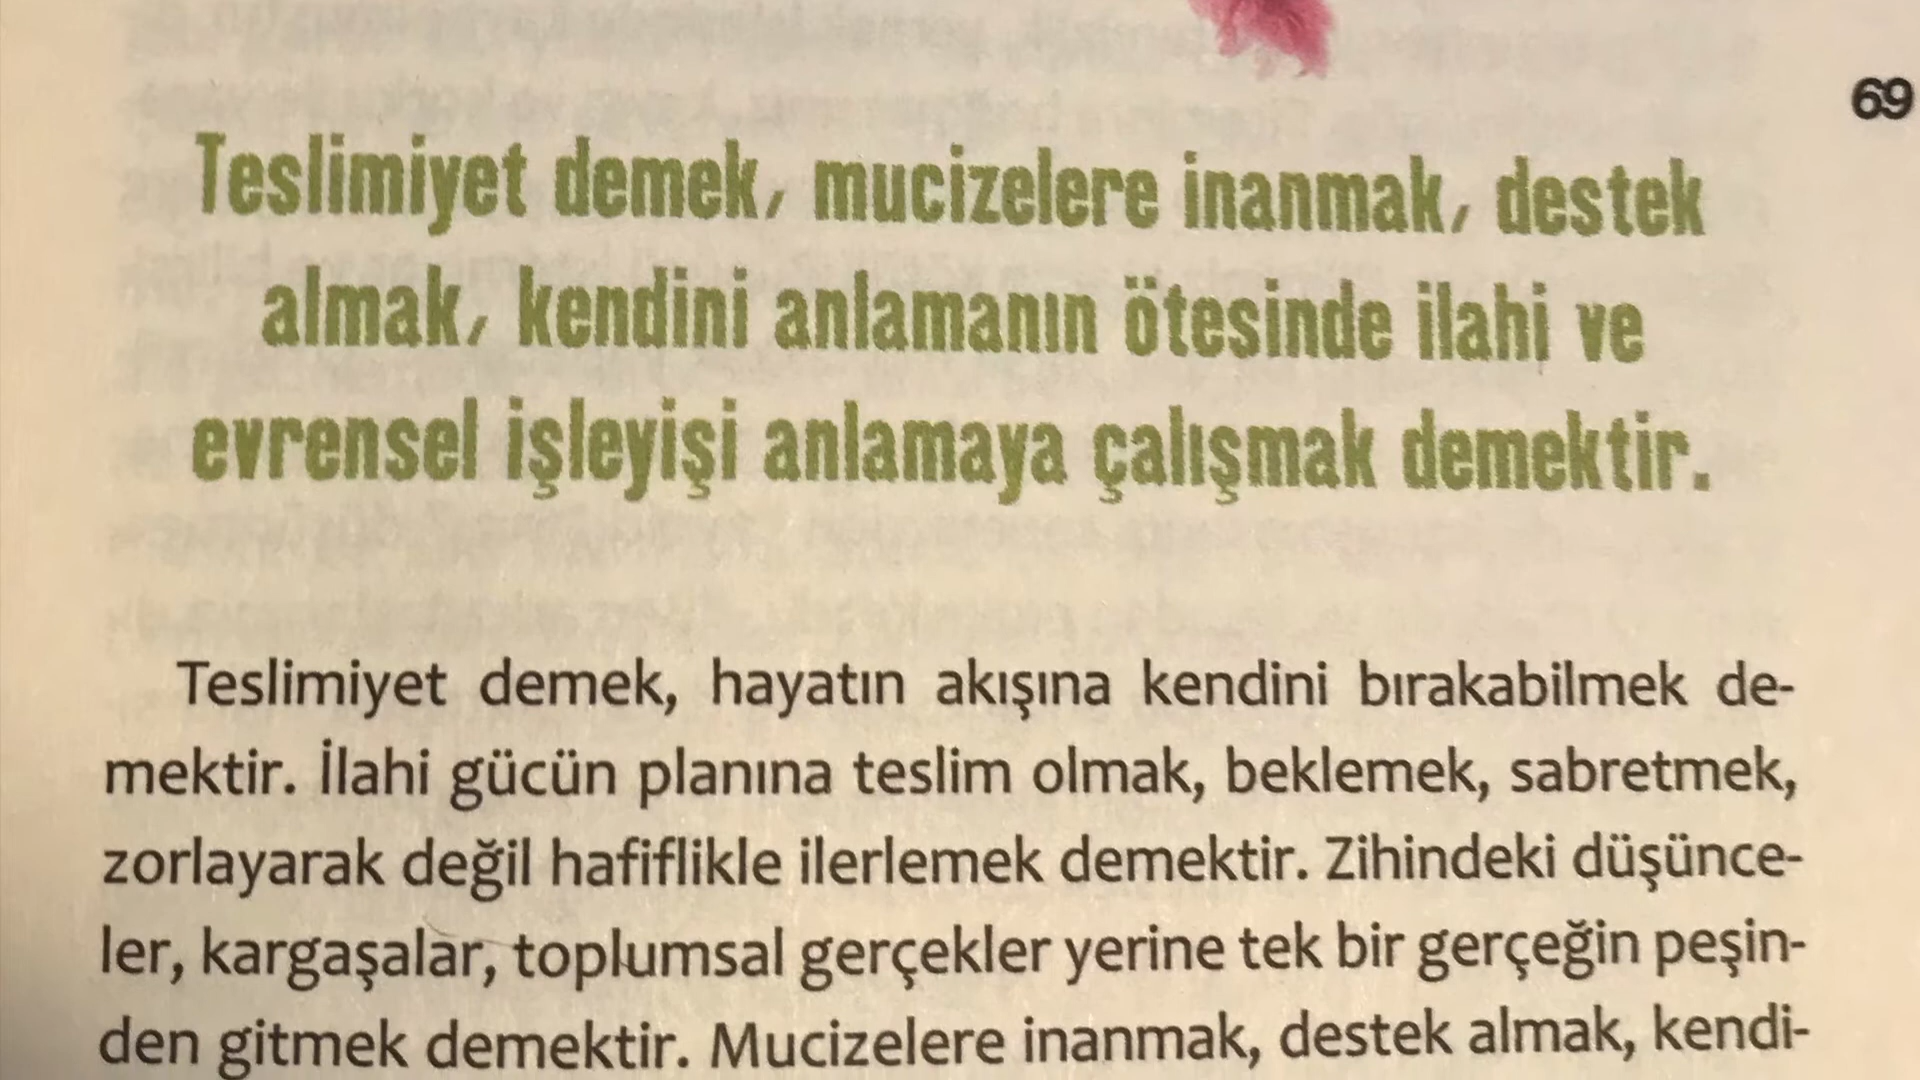 69
Teslimiyet demek, mucizelere inanmak, destek
almak, kendini anlamanın ötesinde ilahi ve
evrensel işleyişi anlamaya çalışmak demektir.
Teslimiyet demek, hayatın akışına kendini bırakabilmek de-
mektir. İlahi gücün planına teslim olmak, beklemek, sabretmek,
zorlayarak değil hafiflikle ilerlemek demektir. Zihindeki düşünce-
ler, kargaşalar, toplumsal gerçekler yerine tek bir gerçeğin peşin-
den gitmek demektir. Mucizelere inanmak, destek almak, kendi-